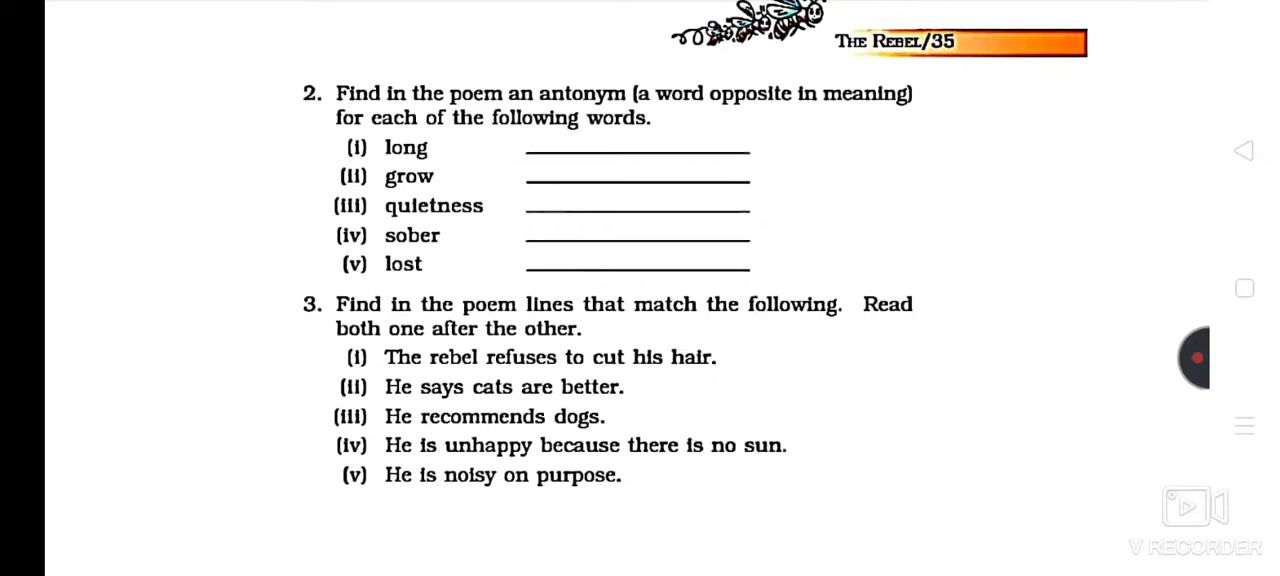 THE REBEL/35
2. Find in the poem an antonym (a word opposite in meaning)
for each of the following words.
(i) long
(ii) grow
(iii) quietness
(iv) sober
(v) lost
3. Find in the poem lines that match the following. Read
both one after the other.
(i) The rebel refuses to cut his hair.
(ii) He says cats are better.
(iii) He recommends dogs.
(iv) He is unhappy because there is no sun.
(v) He is noisy on purpose.
V RECORDER